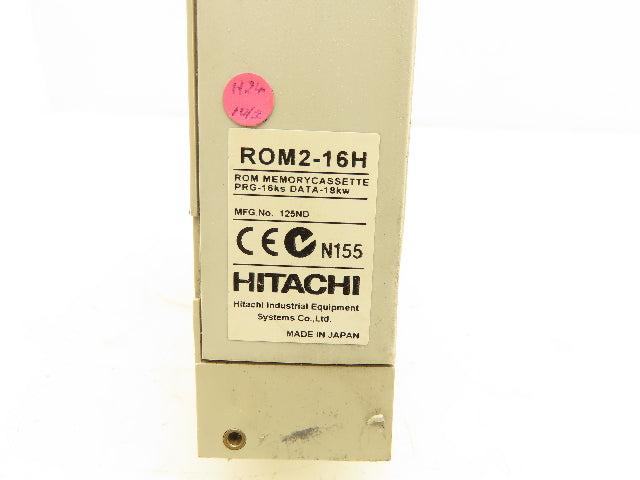 H24
ROM2-16H
ROM MEMORYCASSETTE
PRG-16ks DATA-18kw
MFG.No. 125ND
CE N155
HITACHI
Hitachi Industrial Equipment
Systems Co.,Ltd.
MADE IN JAPAN